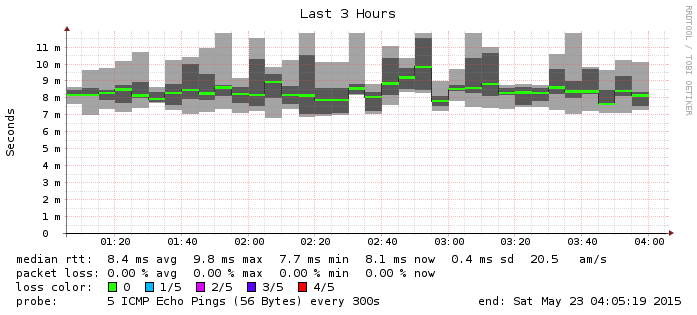 Last 3 Hours
RRDTOOL / TOBI OETIKER
Seconds
11 m
10 m
9 m
8 m
7 m
6 m
5 m
4 m
3 m
2 m
1 m
0
01:20 01:40 02:00 02:20 02:40 03:00 03:20 03:40 04:00
median rtt: 8.4 ms avg 9.8 ms max 7.7 ms min 8.1 ms now 0.4 ms sd 20.5 am/s
packet loss: 0.00 % avg 0.00 % max 0.00 % min 0.00 % now
loss color: 0 1/5 2/5 3/5 4/5
probe: 5 ICMP Echo Pings (56 Bytes) every 300s end: Sat May 23 04:05:19 2015